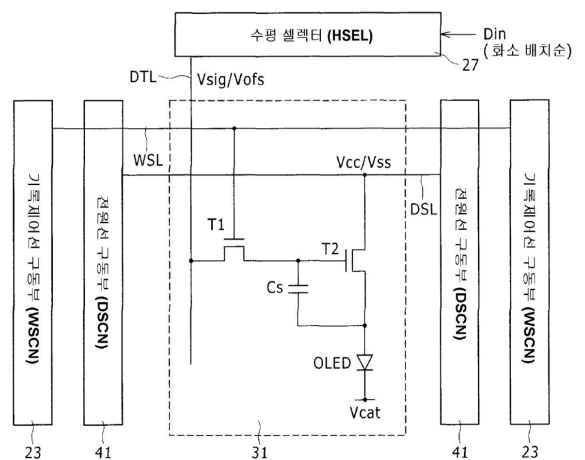 수평 셀렉터 (HSEL)
Din
( 화소 배치순 )
27
DTL
Vsig/Vofs
WSL
Vcc/Vss
DSL
기록제어선 구동부 (WSCN)
전원선 구동부 (DSCN)
T1
T2
Cs
OLED
Vcat
전원선 구동부 (DSCN)
기록제어선 구동부 (WSCN)
23
41
31
41
23